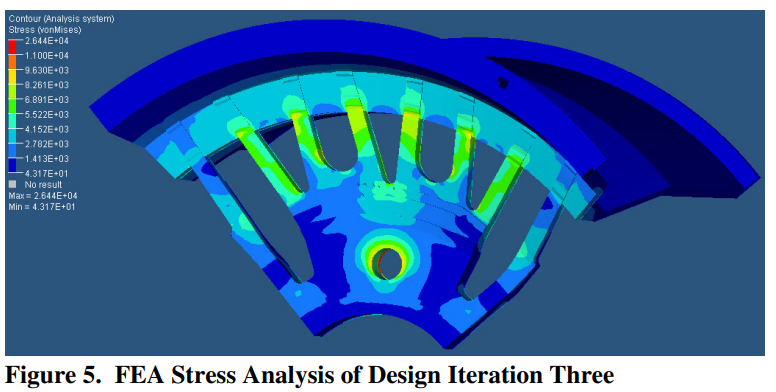 Contour (Analysis system)
Stress (vonMises)
2.644E+04
1.100E+04
9.630E+03
8.261E+03
6.891E+03
5.522E+03
4.152E+03
2.782E+03
1.413E+03
4.317E+01
No result
Max = 2.644E+04
Min = 4.317E+01
Figure 5. FEA Stress Analysis of Design Iteration Three